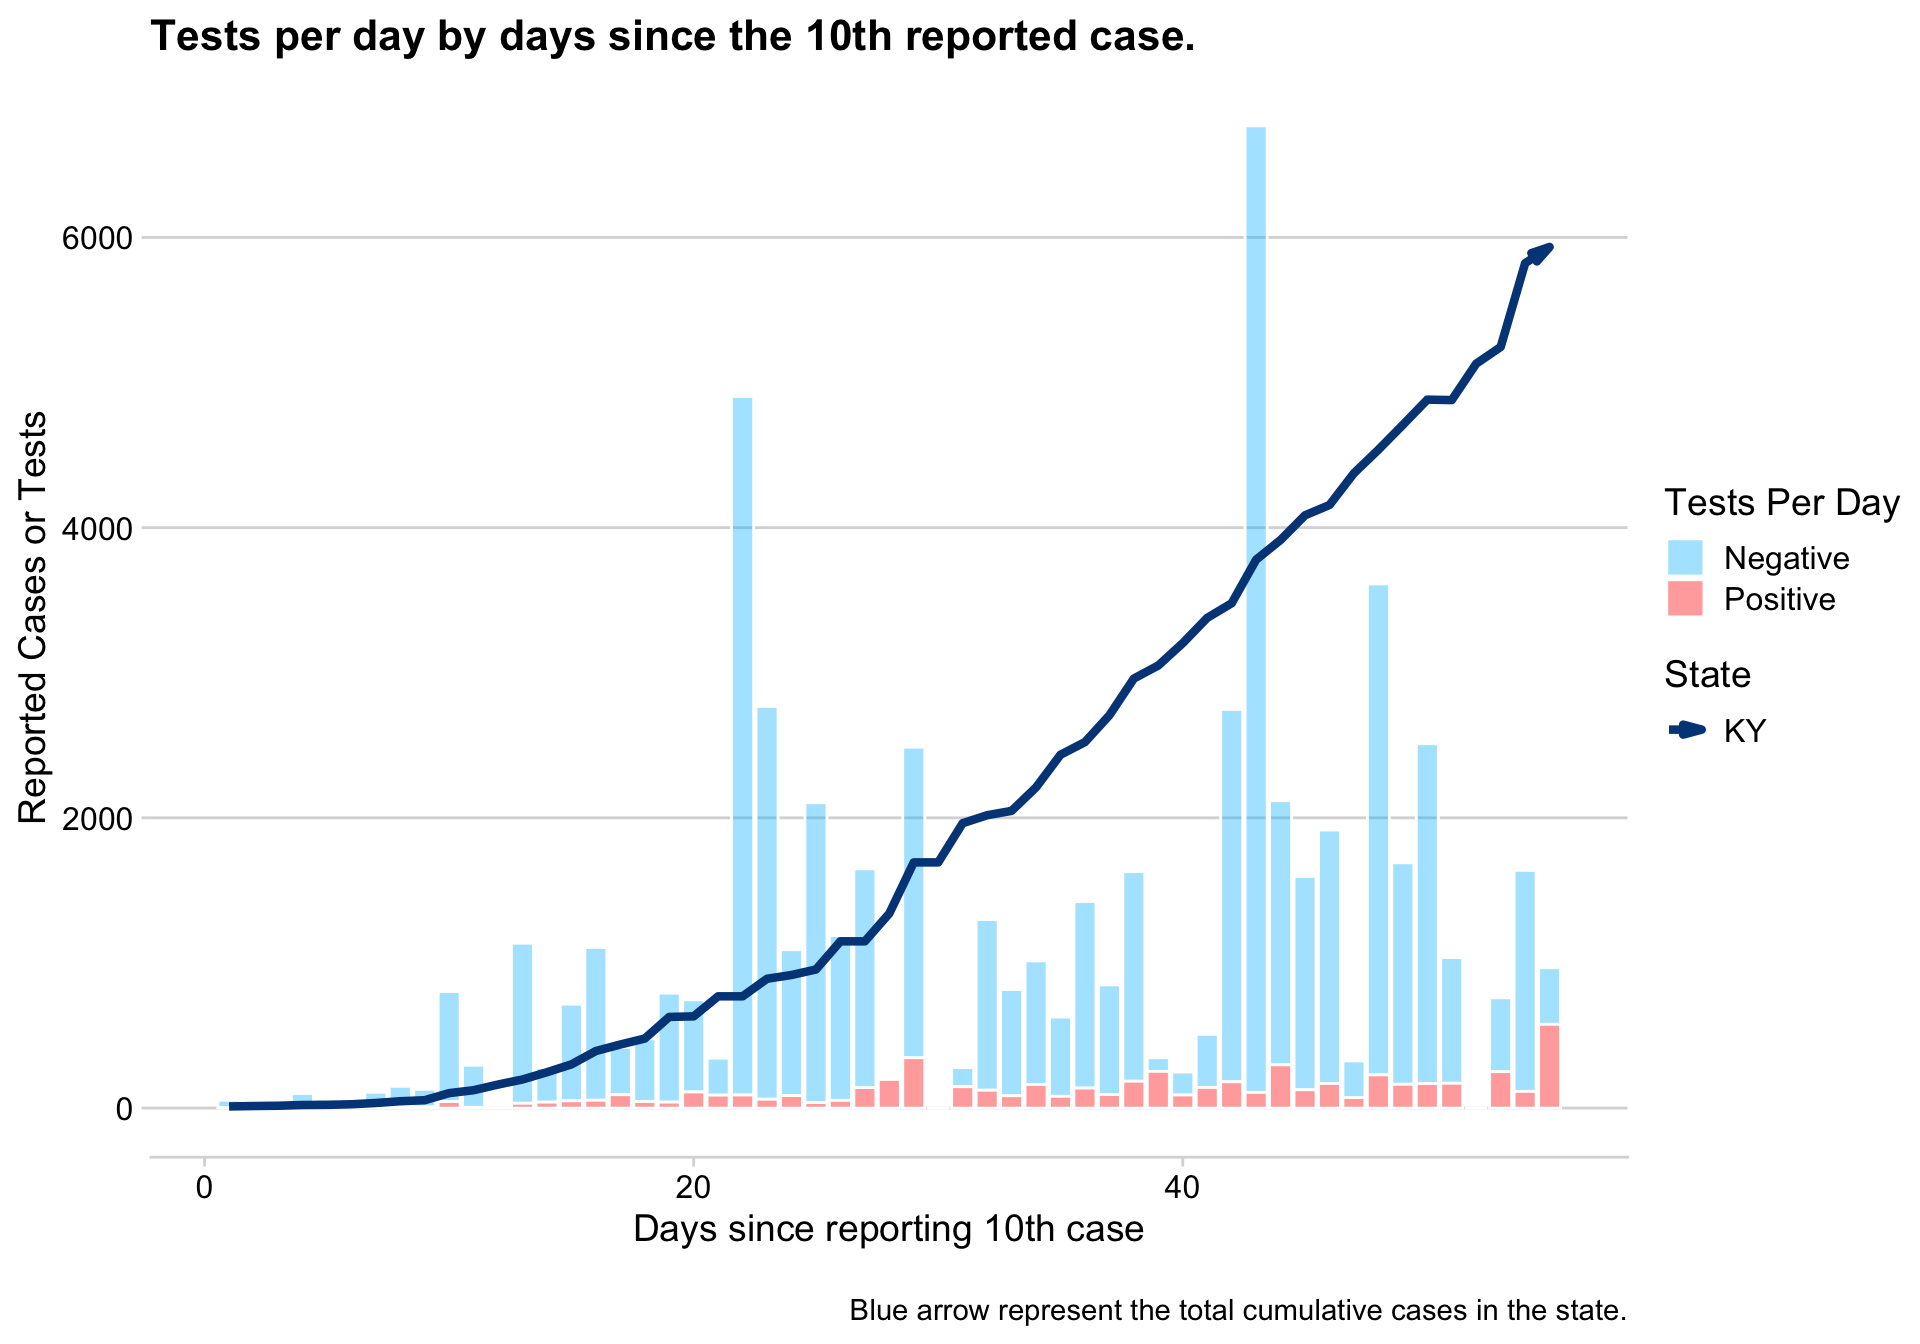 Tests per day by days since the 10th reported case.
Reported Cases or Tests
6000
4000
2000
0
0
20
40
Days since reporting 10th case
Tests Per Day
Negative
Positive
State
KY
Blue arrow represent the total cumulative cases in the state.